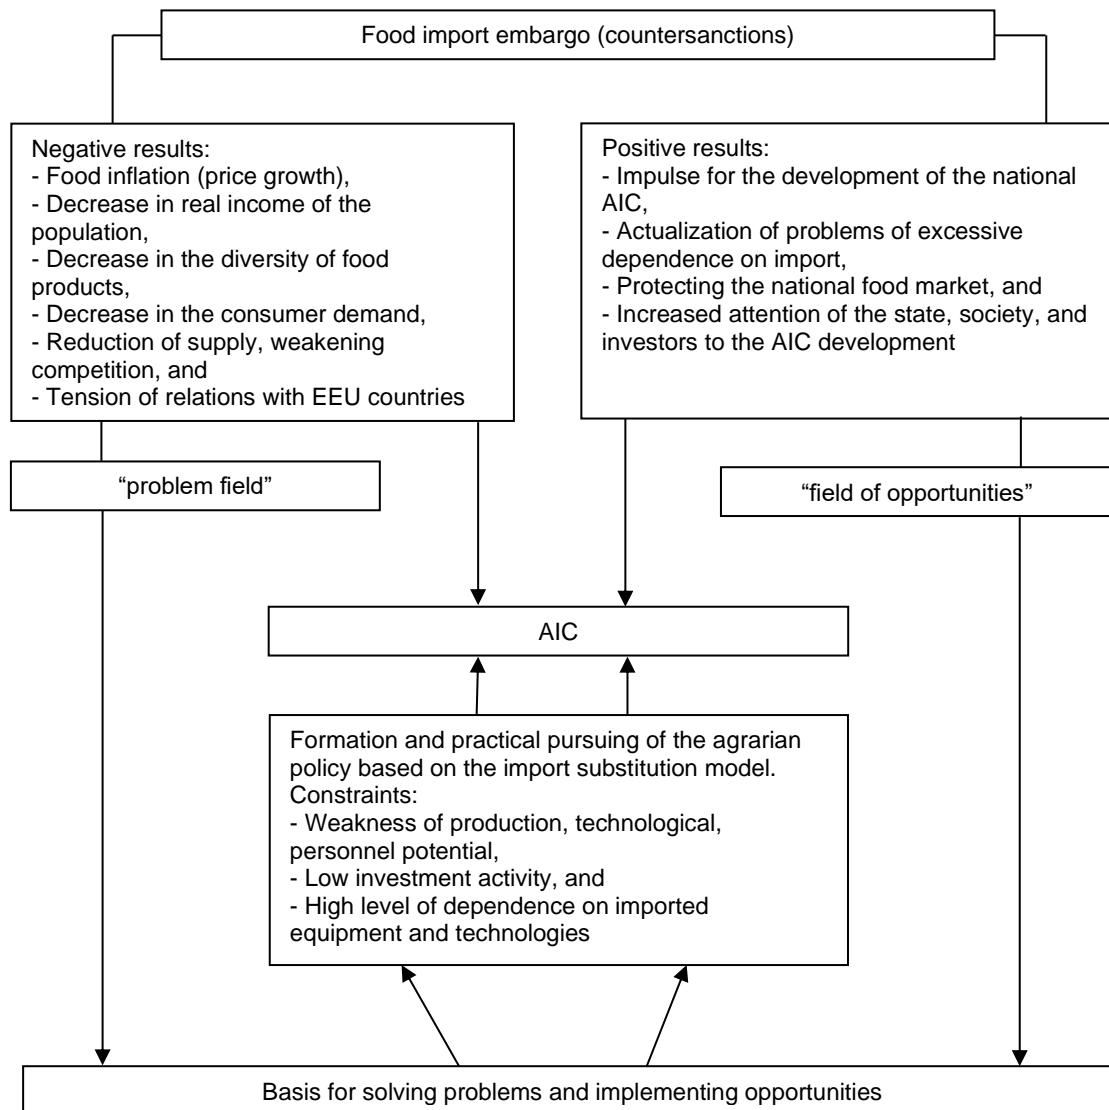 Food import embargo (countersanctions)
Negative results:
- Food inflation (price growth),
- Decrease in real income of the
population,
- Decrease in the diversity of food
products,
- Decrease in the consumer demand,
- Reduction of supply, weakening
competition, and
- Tension of relations with EEU countries
Positive results:
- Impulse for the development of the national
AIC,
- Actualization of problems of excessive
dependence on import,
- Protecting the national food market, and
- Increased attention of the state, society, and
investors to the AIC development
“problem field”
“field of opportunities”
AIC
Formation and practical pursuing of the agrarian
policy based on the import substitution model.
Constraints:
- Weakness of production, technological,
personnel potential,
- Low investment activity, and
- High level of dependence on imported
equipment and technologies
Basis for solving problems and implementing opportunities